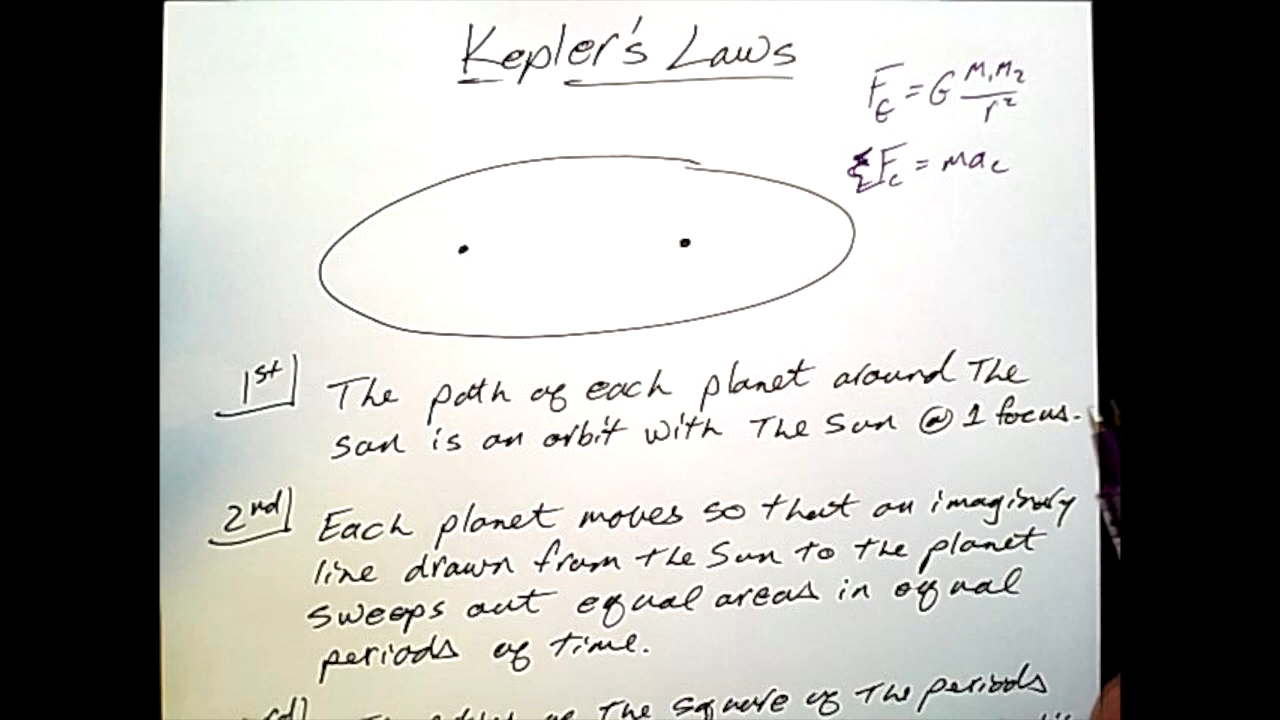 Kepler's Laws
F_G = G M₁M₂/r²
ΣF_c = ma_c
1st The path of each planet around The
sun is an orbit with The Sun @ 1 focus.
2nd Each planet moves so that an imaginary
line drawn from the Sun to the planet
sweeps out equal areas in equal
periods of time.
the square of The periods